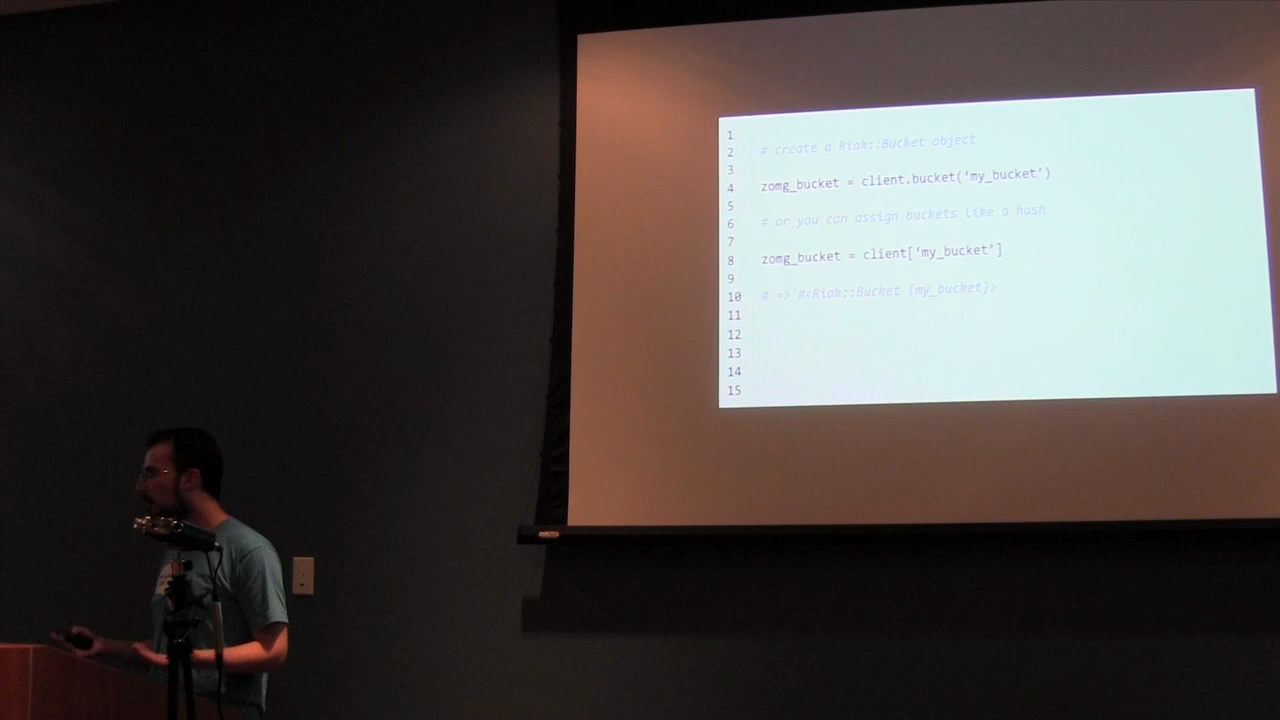 1
2 # create a Riak::Bucket object
3
4 zomg_bucket = client.bucket(‘my_bucket’)
5
6 # or you can assign buckets like a hash
7
8 zomg_bucket = client[‘my_bucket’]
9
10 # => #<Riak::Bucket {my_bucket}>
11
12
13
14
15